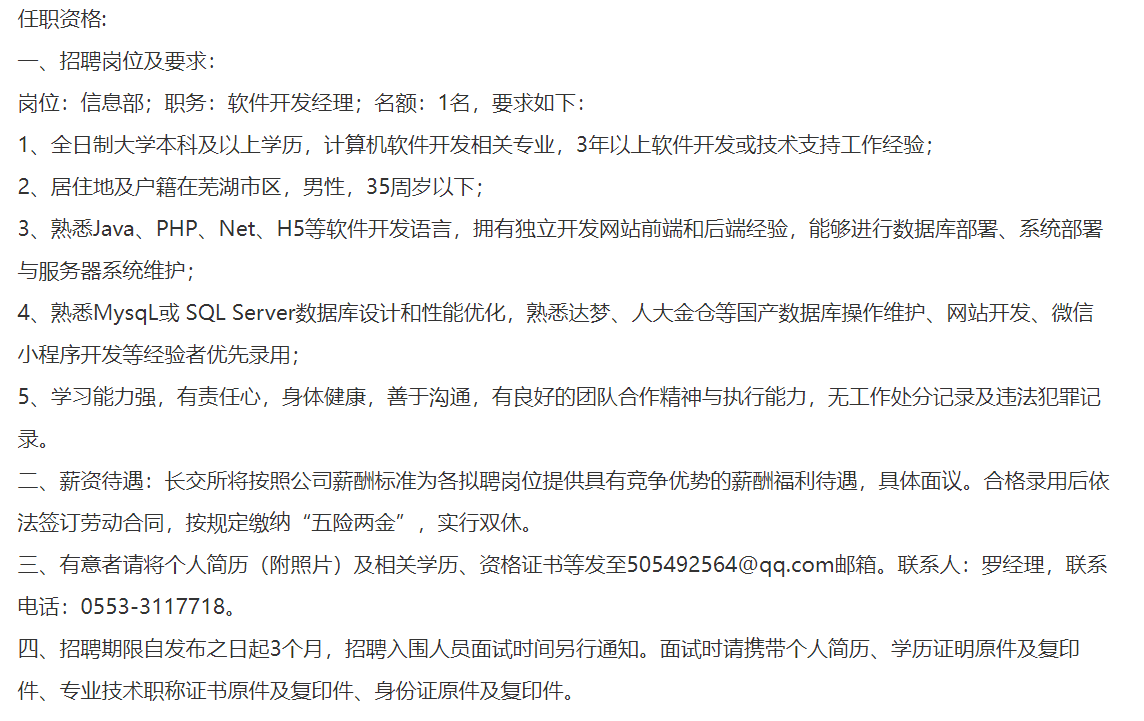 任职资格:
一、招聘岗位及要求：
岗位：信息部；职务：软件开发经理；名额：1名，要求如下：
1、全日制大学本科及以上学历，计算机软件开发相关专业，3年以上软件开发或技术支持工作经验；
2、居住地及户籍在芜湖市区，男性，35周岁以下；
3、熟悉Java、PHP、Net、H5等软件开发语言，拥有独立开发网站前端和后端经验，能够进行数据库部署、系统部署
与服务器系统维护；
4、熟悉MysqL或 SQL Server数据库设计和性能优化，熟悉达梦、人大金仓等国产数据库操作维护、网站开发、微信
小程序开发等经验者优先录用；
5、学习能力强，有责任心，身体健康，善于沟通，有良好的团队合作精神与执行能力，无工作处分记录及违法犯罪记
录。
二、薪资待遇：长交所将按照公司薪酬标准为各拟聘岗位提供具有竞争优势的薪酬福利待遇，具体面议。合格录用后依
法签订劳动合同，按规定缴纳“五险两金”，实行双休。
三、有意者请将个人简历（附照片）及相关学历、资格证书等发至505492564@qq.com邮箱。联系人：罗经理，联系
电话：0553-3117718。
四、招聘期限自发布之日起3个月，招聘入围人员面试时间另行通知。面试时请携带个人简历、学历证明原件及复印
件、专业技术职称证书原件及复印件、身份证原件及复印件。